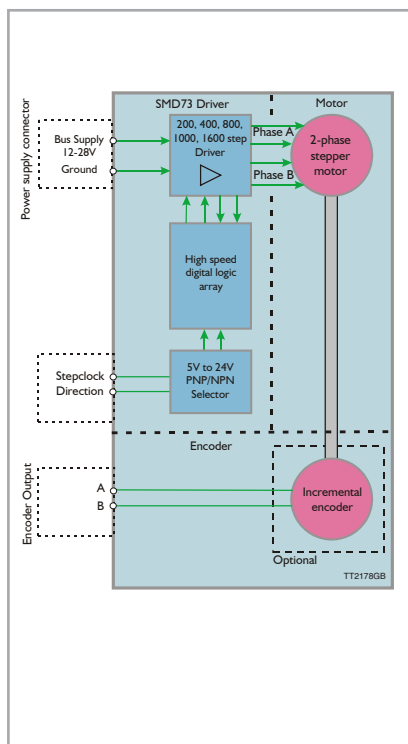 SMD73 Driver
Motor
Power supply connector
Bus Supply
12-28V
Ground
200, 400, 800,
1000, 1600 step
Driver
Phase A
Phase B
2-phase
stepper
motor
High speed
digital logic
array
Stepclock
Direction
5V to 24V
PNP/NPN
Selector
Encoder
Encoder Output
A
B
Incremental
encoder
Optional
TT2178GB